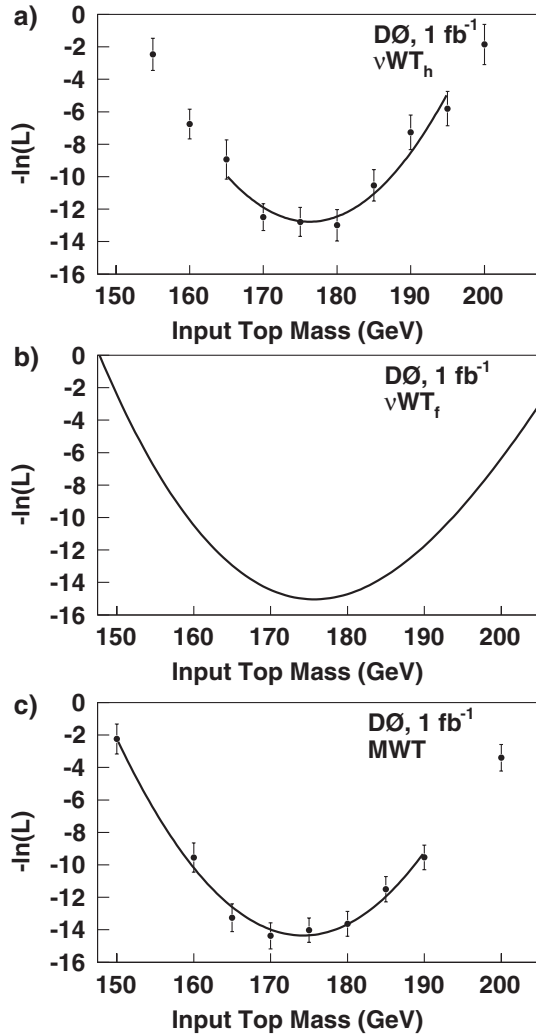 a)
0
-2
-4
-6
-8
-10
-12
-14
-16
-ln(L)
DØ, 1 fb⁻¹
νWTₕ
150 160 170 180 190 200
Input Top Mass (GeV)
b)
0
-2
-4
-6
-8
-10
-12
-14
-16
-ln(L)
DØ, 1 fb⁻¹
νWT_f
150 160 170 180 190 200
Input Top Mass (GeV)
c)
0
-2
-4
-6
-8
-10
-12
-14
-16
-ln(L)
DØ, 1 fb⁻¹
MWT
150 160 170 180 190 200
Input Top Mass (GeV)